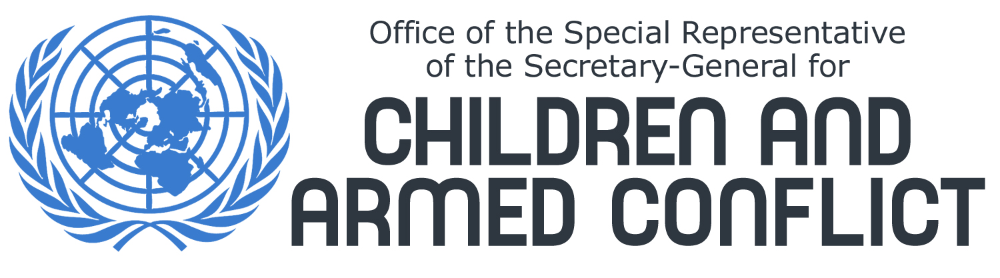 Office of the Special Representative
of the Secretary-General for
CHILDREN AND
ARMED CONFLICT